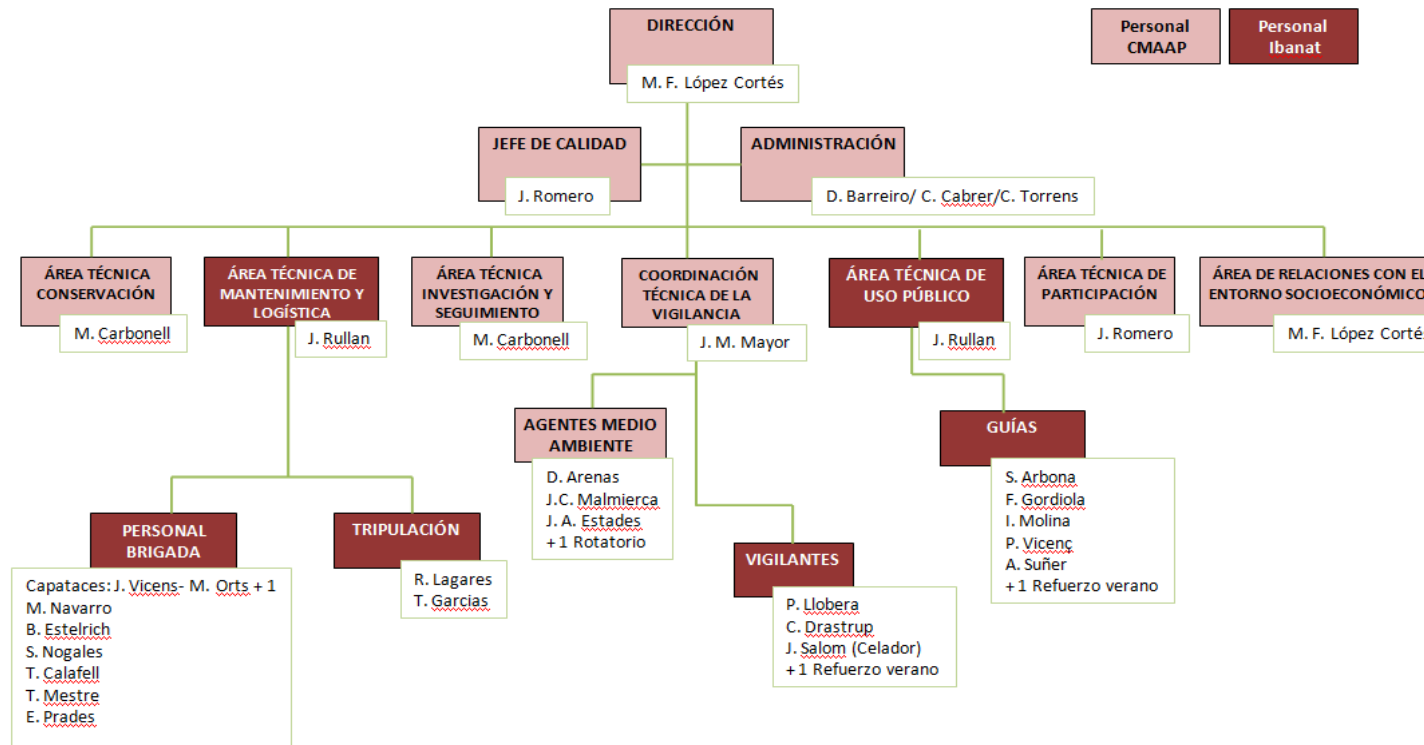 DIRECCIÓN
M. F. López Cortés
Personal
CMAAP
Personal
Ibanat
JEFE DE CALIDAD
J. Romero
ADMINISTRACIÓN
D. Barreiro/ C. Cabrer/C. Torrens
ÁREA TÉCNICA
CONSERVACIÓN
M. Carbonell
ÁREA TÉCNICA DE
MANTENIMIENTO Y
LOGÍSTICA
J. Rullan
ÁREA TÉCNICA
INVESTIGACIÓN Y
SEGUIMIENTO
M. Carbonell
COORDINACIÓN
TÉCNICA DE LA
VIGILANCIA
J. M. Mayor
ÁREA TÉCNICA DE
USO PÚBLICO
J. Rullan
ÁREA TÉCNICA DE
PARTICIPACIÓN
J. Romero
ÁREA DE RELACIONES CON EL
ENTORNO SOCIOECONÓMICO
M. F. López Cortés
AGENTES MEDIO
AMBIENTE
D. Arenas
J.C. Malmierca
J. A. Estades
+ 1 Rotatorio
GUÍAS
S. Arbona
F. Gordiola
I. Molina
P. Vicenç
A. Suñer
+ 1 Refuerzo verano
PERSONAL
BRIGADA
Capataces: J. Vicens- M. Orts + 1
M. Navarro
B. Estelrich
S. Nogales
T. Calafell
T. Mestre
E. Prades
TRIPULACIÓN
R. Lagares
T. Garcias
VIGILANTES
P. Llobera
C. Drastrup
J. Salom (Celador)
+ 1 Refuerzo verano